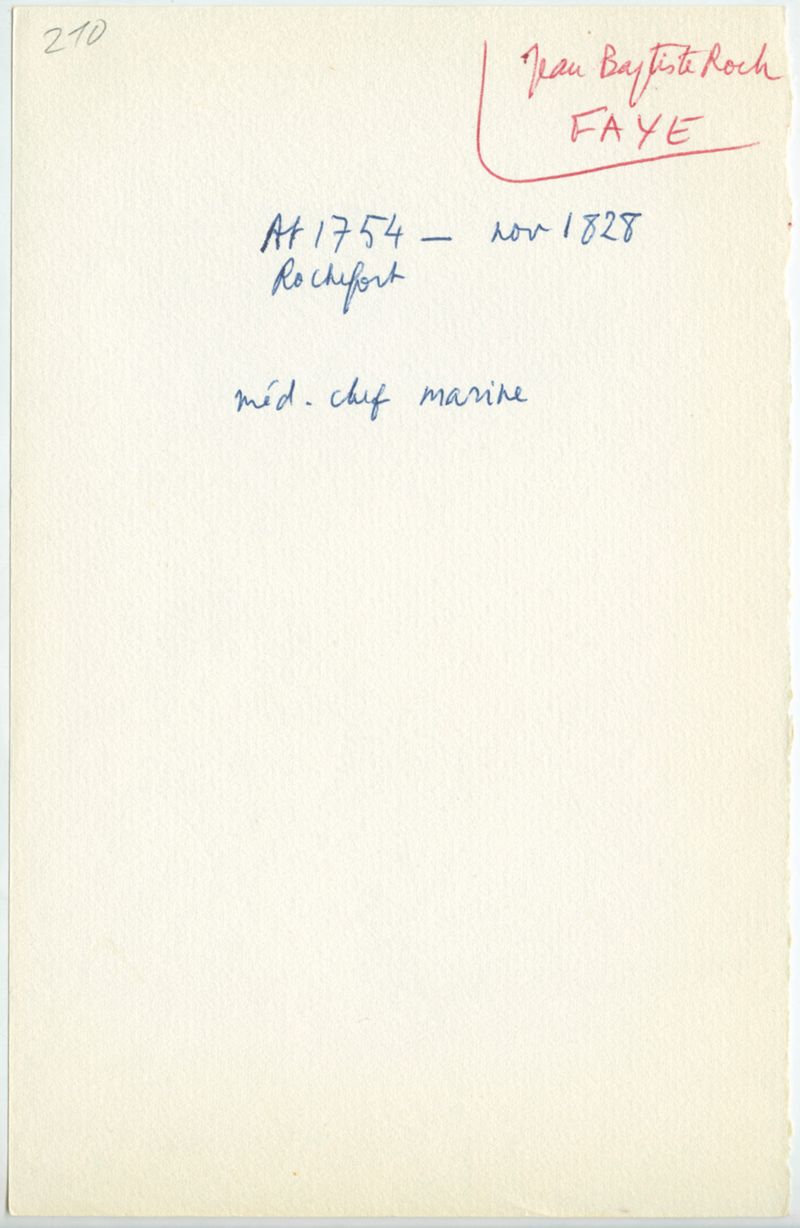 210
Jean Baptiste Roch
FAYE
At 1754 — nov 1828
Rochefort
méd. chef marine